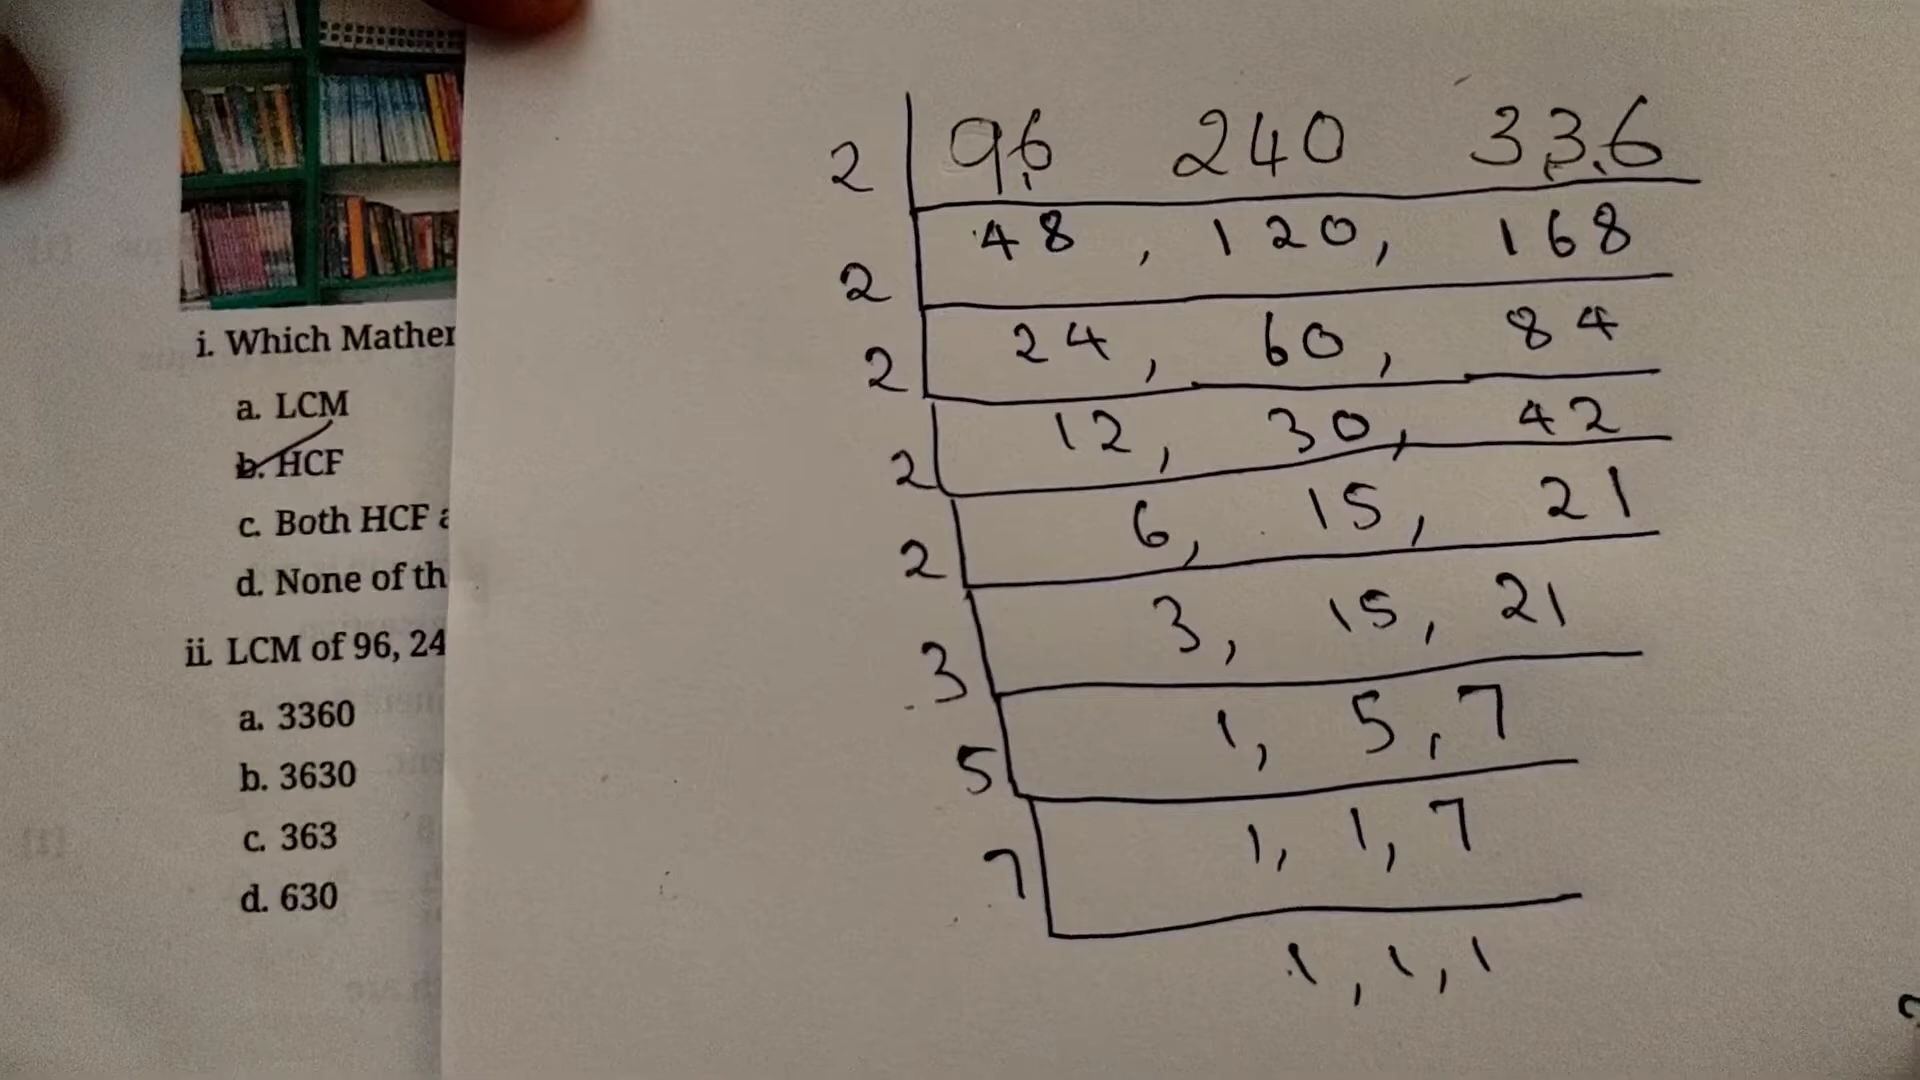 i. Which Mather
a. LCM
b. HCF
c. Both HCF
d. None of th
ii. LCM of 96, 24
a. 3360
b. 3630
c. 363
d. 630
2 96 240 336
2 48, 120, 168
2 24, 60, 84
2 12, 30, 42
2 6, 15, 21
3 3, 15, 21
5 1, 5, 7
7 1, 1, 7
1, 1, 1